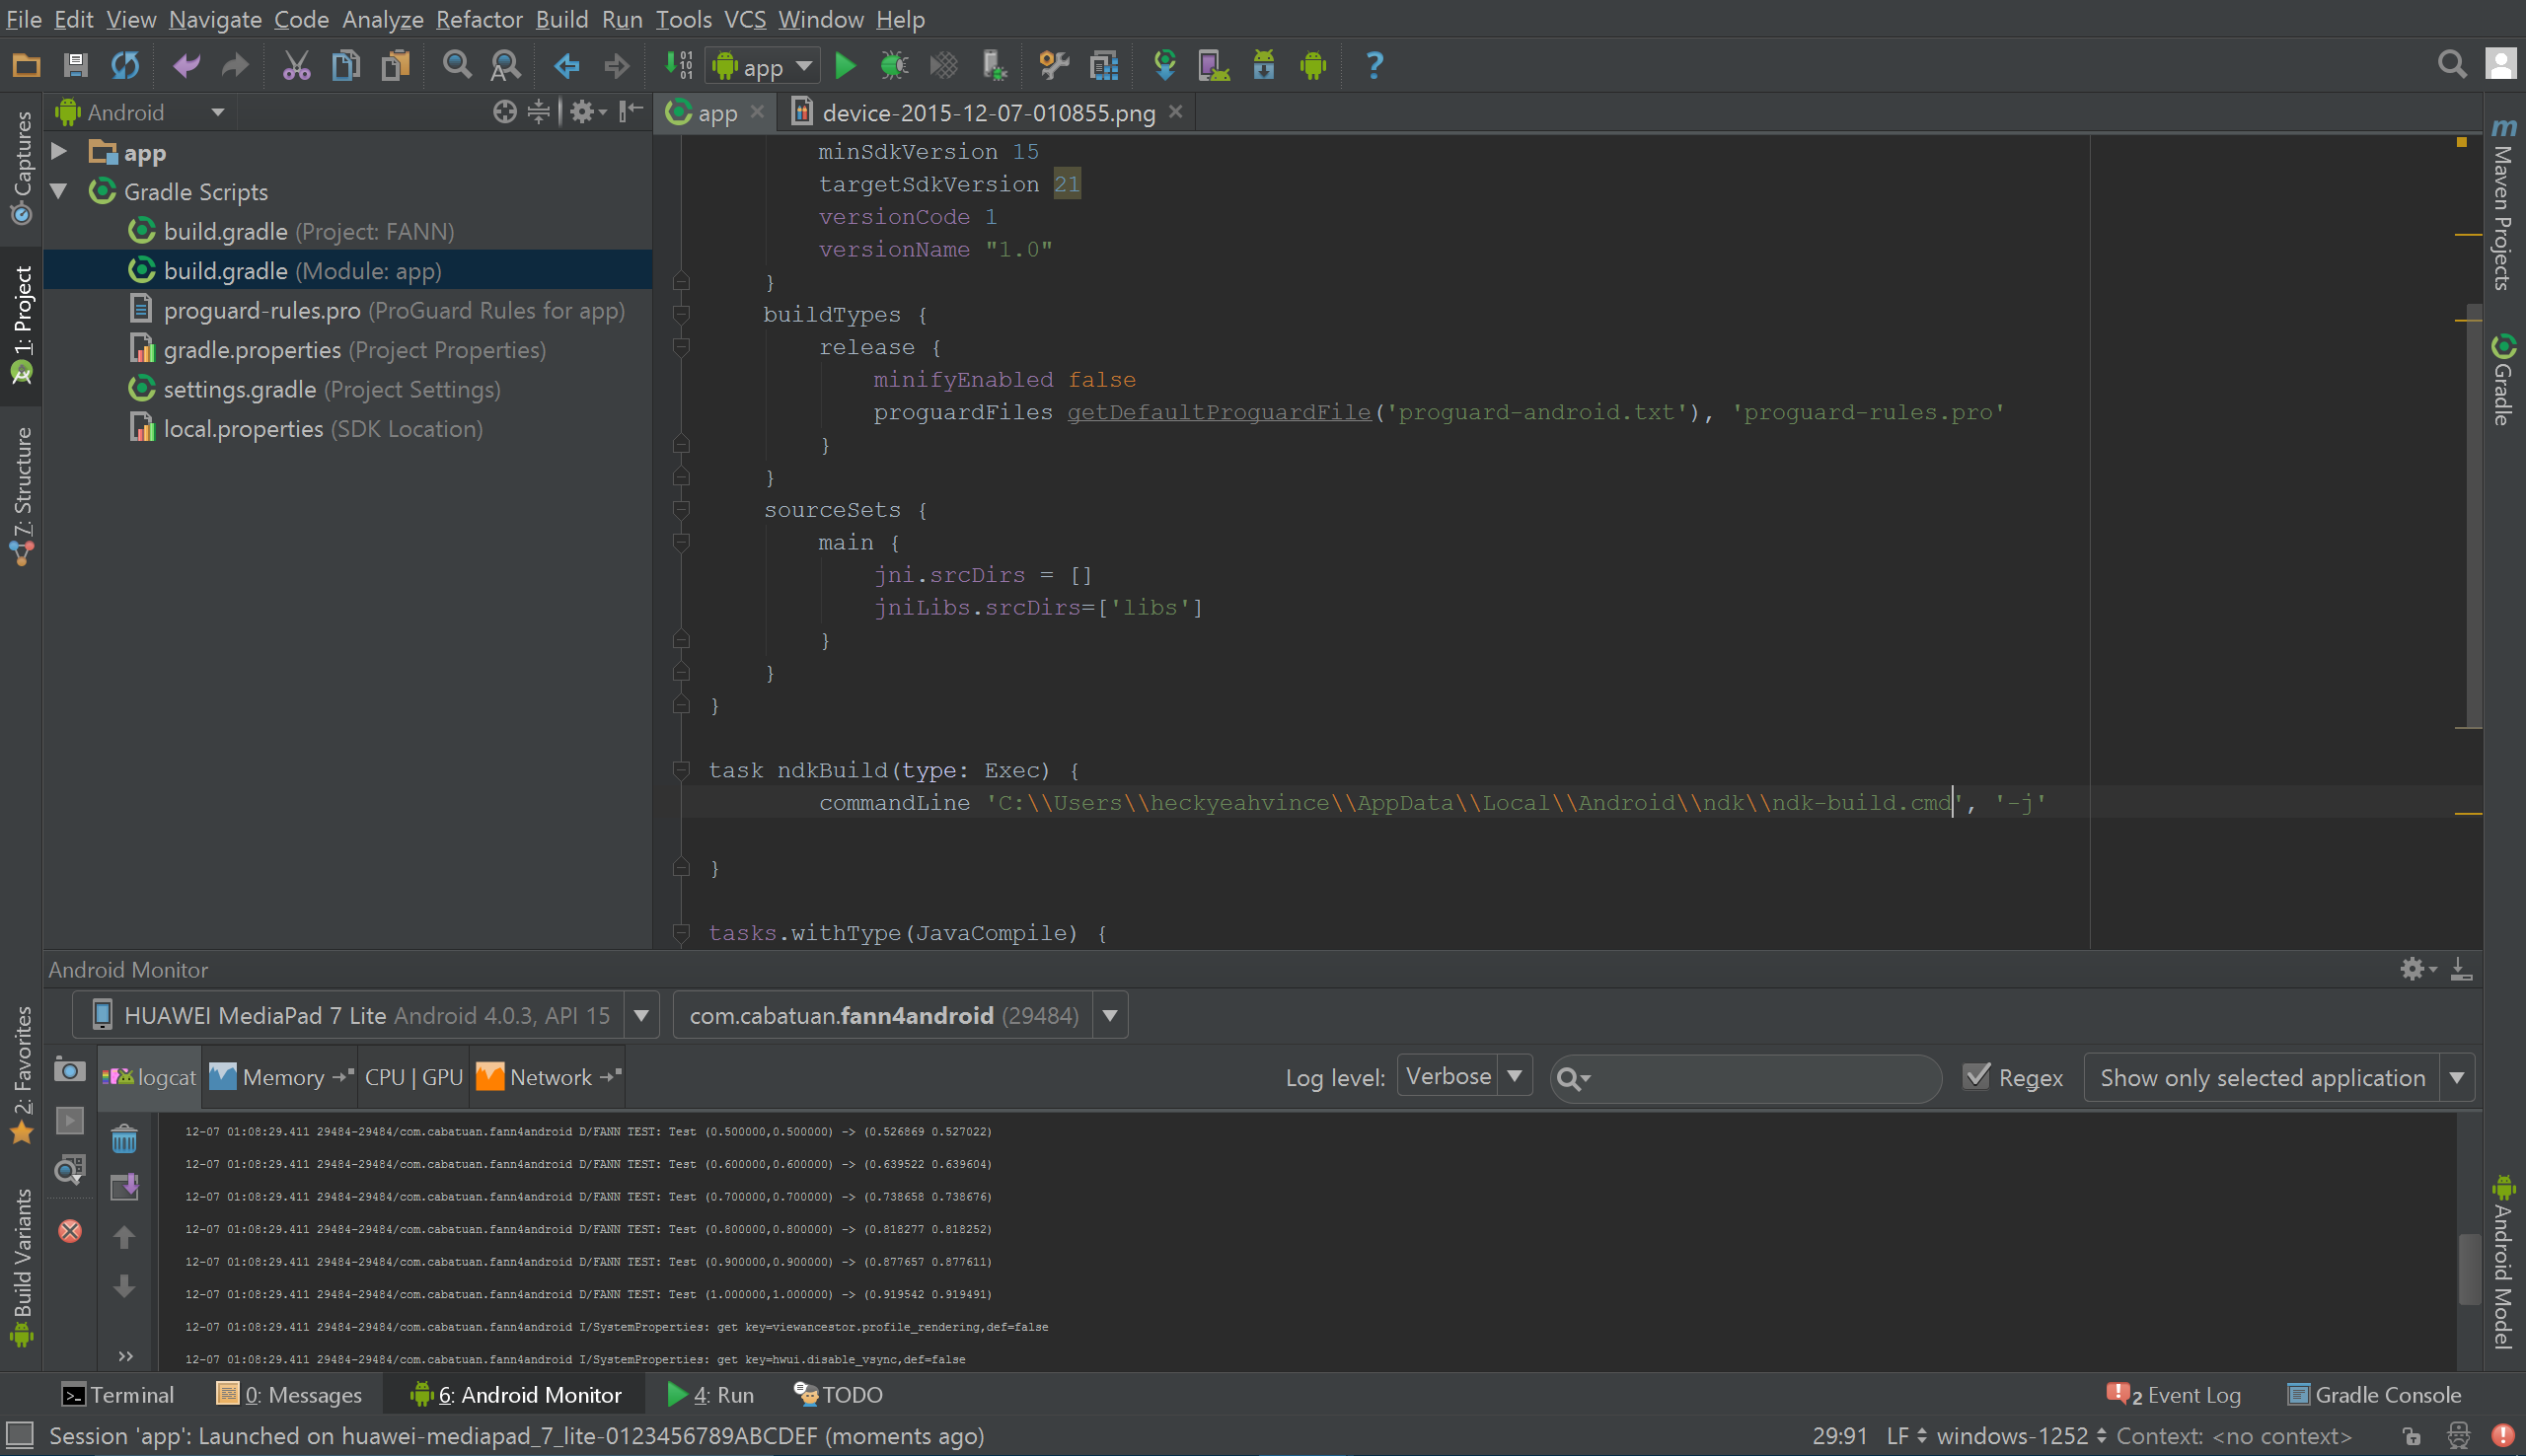 File Edit View Navigate Code Analyze Refactor Build Run Tools VCS Window Help
app
Android
app
device-2015-12-07-010855.png
Captures
1: Project
7: Structure
2: Favorites
Build Variants
app
Gradle Scripts
build.gradle (Project: FANN)
build.gradle (Module: app)
proguard-rules.pro (ProGuard Rules for app)
gradle.properties (Project Properties)
settings.gradle (Project Settings)
local.properties (SDK Location)
minSdkVersion 15
targetSdkVersion 21
versionCode 1
versionName "1.0"
}
buildTypes {
release {
minifyEnabled false
proguardFiles getDefaultProguardFile('proguard-android.txt'), 'proguard-rules.pro'
}
}
sourceSets {
main {
jni.srcDirs = []
jniLibs.srcDirs=['libs']
}
}
}
task ndkBuild(type: Exec) {
commandLine 'C:\\Users\\heckyeahvince\\AppData\\Local\\Android\\ndk\\ndk-build.cmd', '-j'
}
tasks.withType(JavaCompile) {
Maven Projects
Gradle
Android Model
Android Monitor
HUAWEI MediaPad 7 Lite Android 4.0.3, API 15
com.cabatuan.fann4android (29484)
logcat
Memory
CPU | GPU
Network
Log level: Verbose
Regex
Show only selected application
12-07 01:08:29.411 29484-29484/com.cabatuan.fann4android D/FANN TEST: Test (0.500000,0.500000) -> (0.526869 0.527022)
12-07 01:08:29.411 29484-29484/com.cabatuan.fann4android D/FANN TEST: Test (0.600000,0.600000) -> (0.639522 0.639604)
12-07 01:08:29.411 29484-29484/com.cabatuan.fann4android D/FANN TEST: Test (0.700000,0.700000) -> (0.738658 0.738676)
12-07 01:08:29.411 29484-29484/com.cabatuan.fann4android D/FANN TEST: Test (0.800000,0.800000) -> (0.818277 0.818252)
12-07 01:08:29.411 29484-29484/com.cabatuan.fann4android D/FANN TEST: Test (0.900000,0.900000) -> (0.877657 0.877611)
12-07 01:08:29.411 29484-29484/com.cabatuan.fann4android D/FANN TEST: Test (1.000000,1.000000) -> (0.919542 0.919491)
12-07 01:08:29.411 29484-29484/com.cabatuan.fann4android I/SystemProperties: get key=viewancestor.profile_rendering,def=false
12-07 01:08:29.411 29484-29484/com.cabatuan.fann4android I/SystemProperties: get key=hwui.disable_vsync,def=false
Terminal
0: Messages
6: Android Monitor
4: Run
TODO
2 Event Log
Gradle Console
Session 'app': Launched on huawei-mediapad_7_lite-0123456789ABCDEF (moments ago)
29:91 LF windows-1252 Context: <no context>